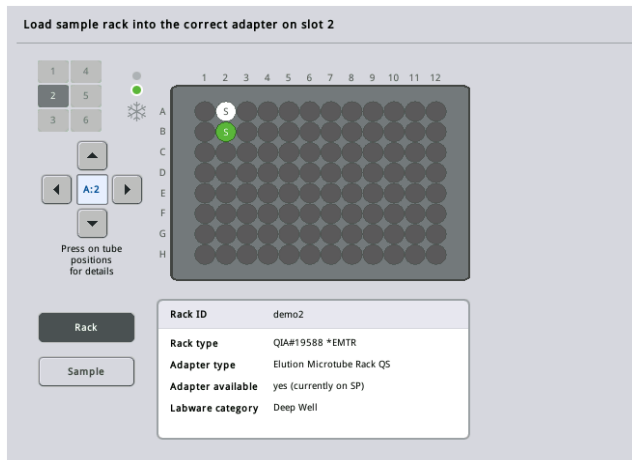 Load sample rack into the correct adapter on slot 2
1 4
2 5
3 6
1 2 3 4 5 6 7 8 9 10 11 12
A S
B S
C
D
E
F
G
H
A:2
Press on tube
positions
for details
Rack
Sample
Rack ID demo2
Rack type QIA#19588 *EMTR
Adapter type Elution Microtube Rack QS
Adapter available yes (currently on SP)
Labware category Deep Well